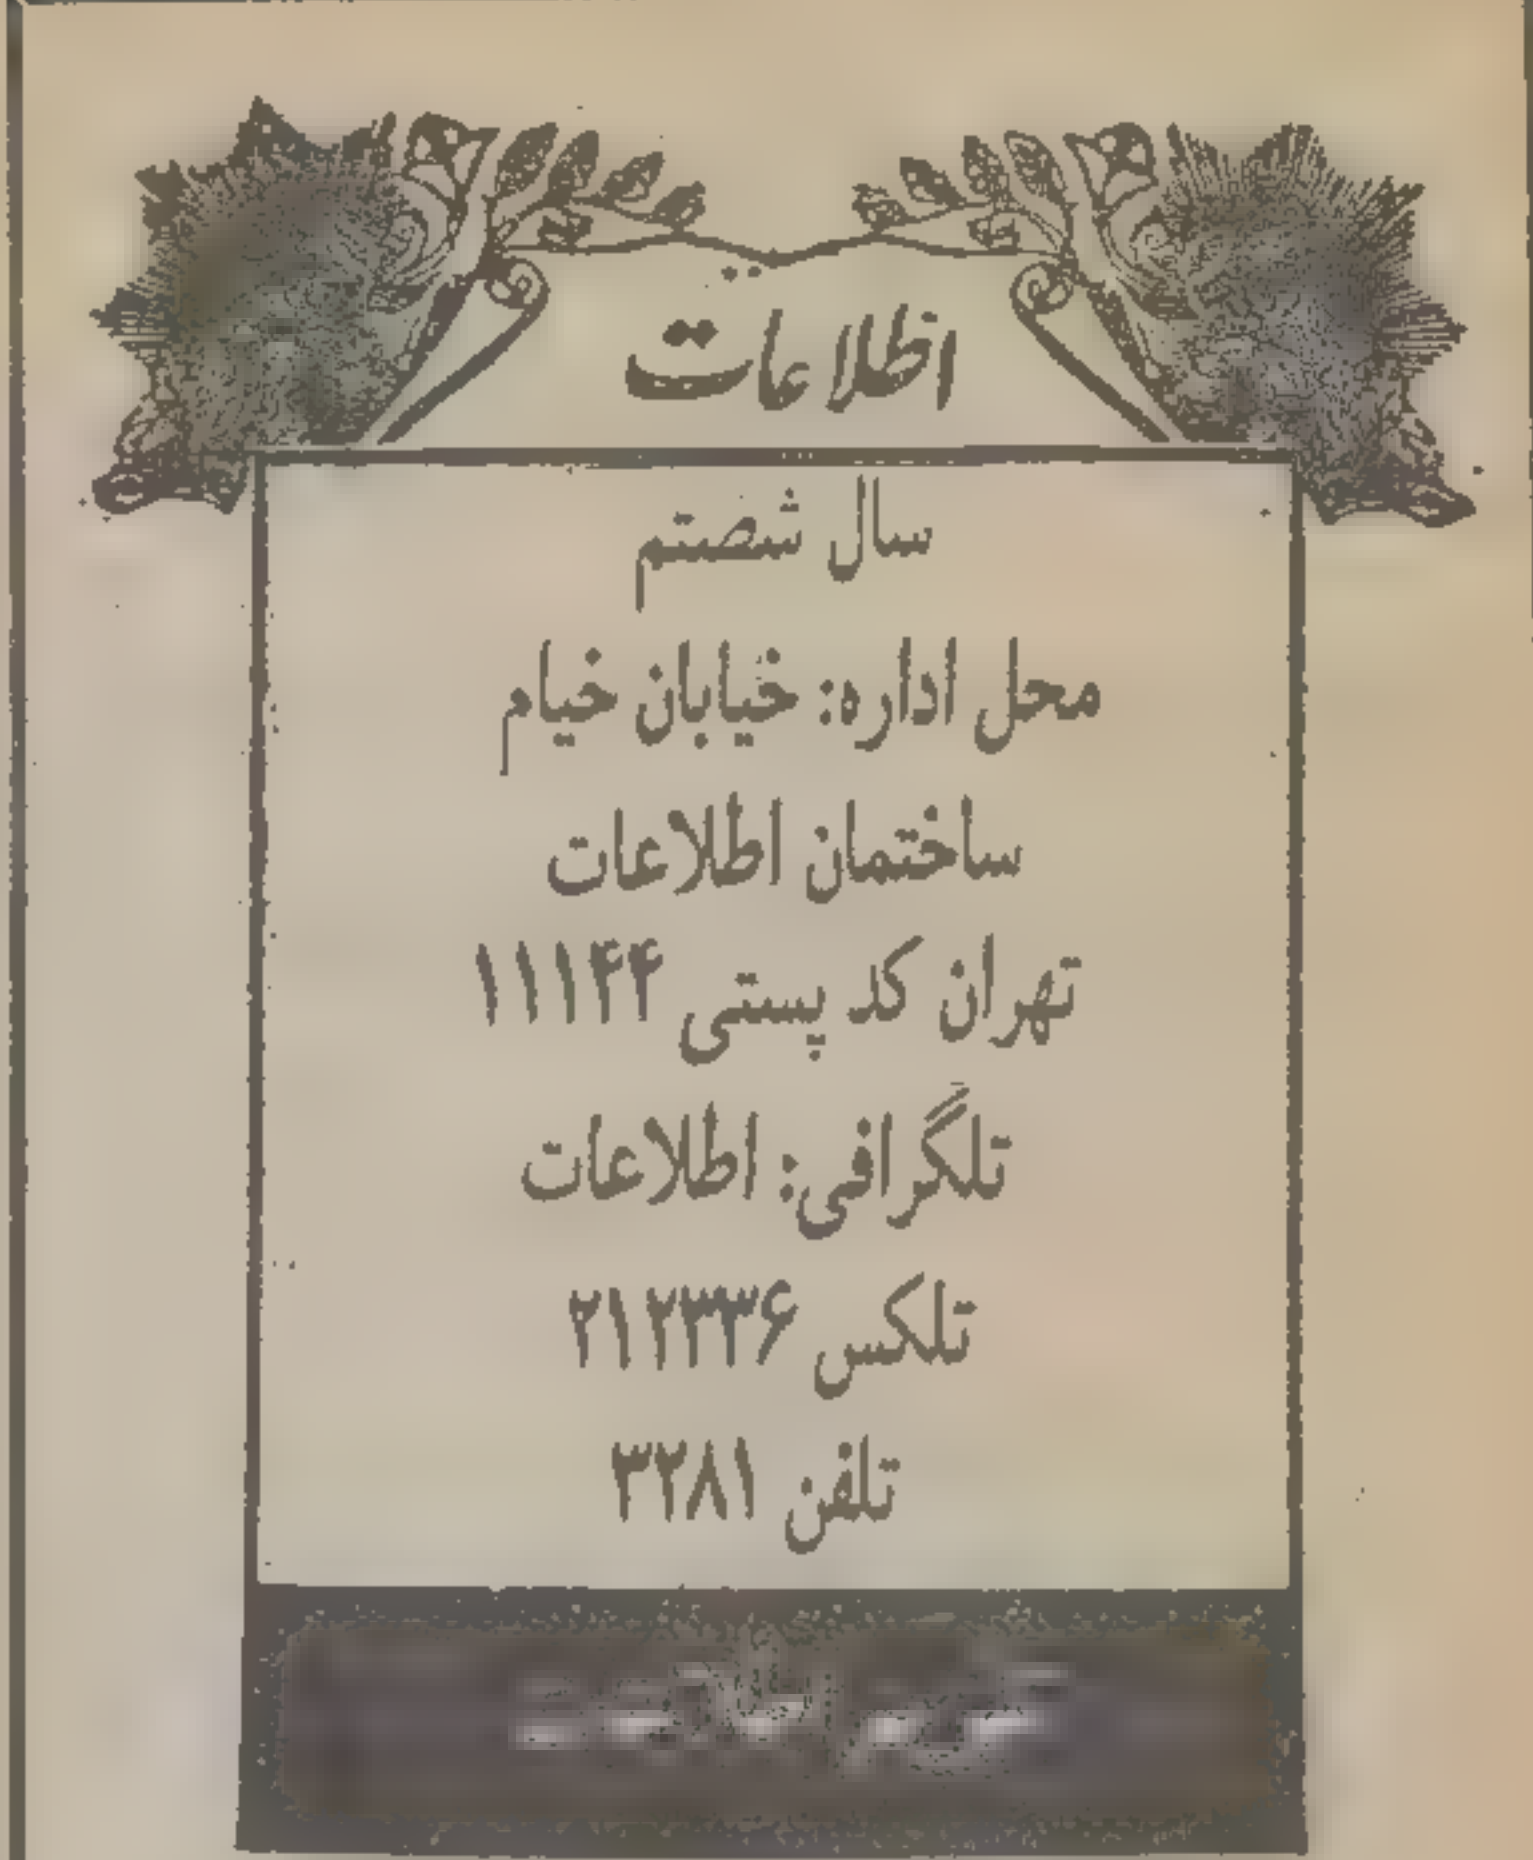 اطلاعات
سال شصتم
محل اداره: خیابان خیام
ساختمان اطلاعات
تهران کد پستی ۱۱۱۴۴
تلگرافی: اطلاعات
تلکس ۲۱۲۳۳۶
تلفن ۳۲۸۱